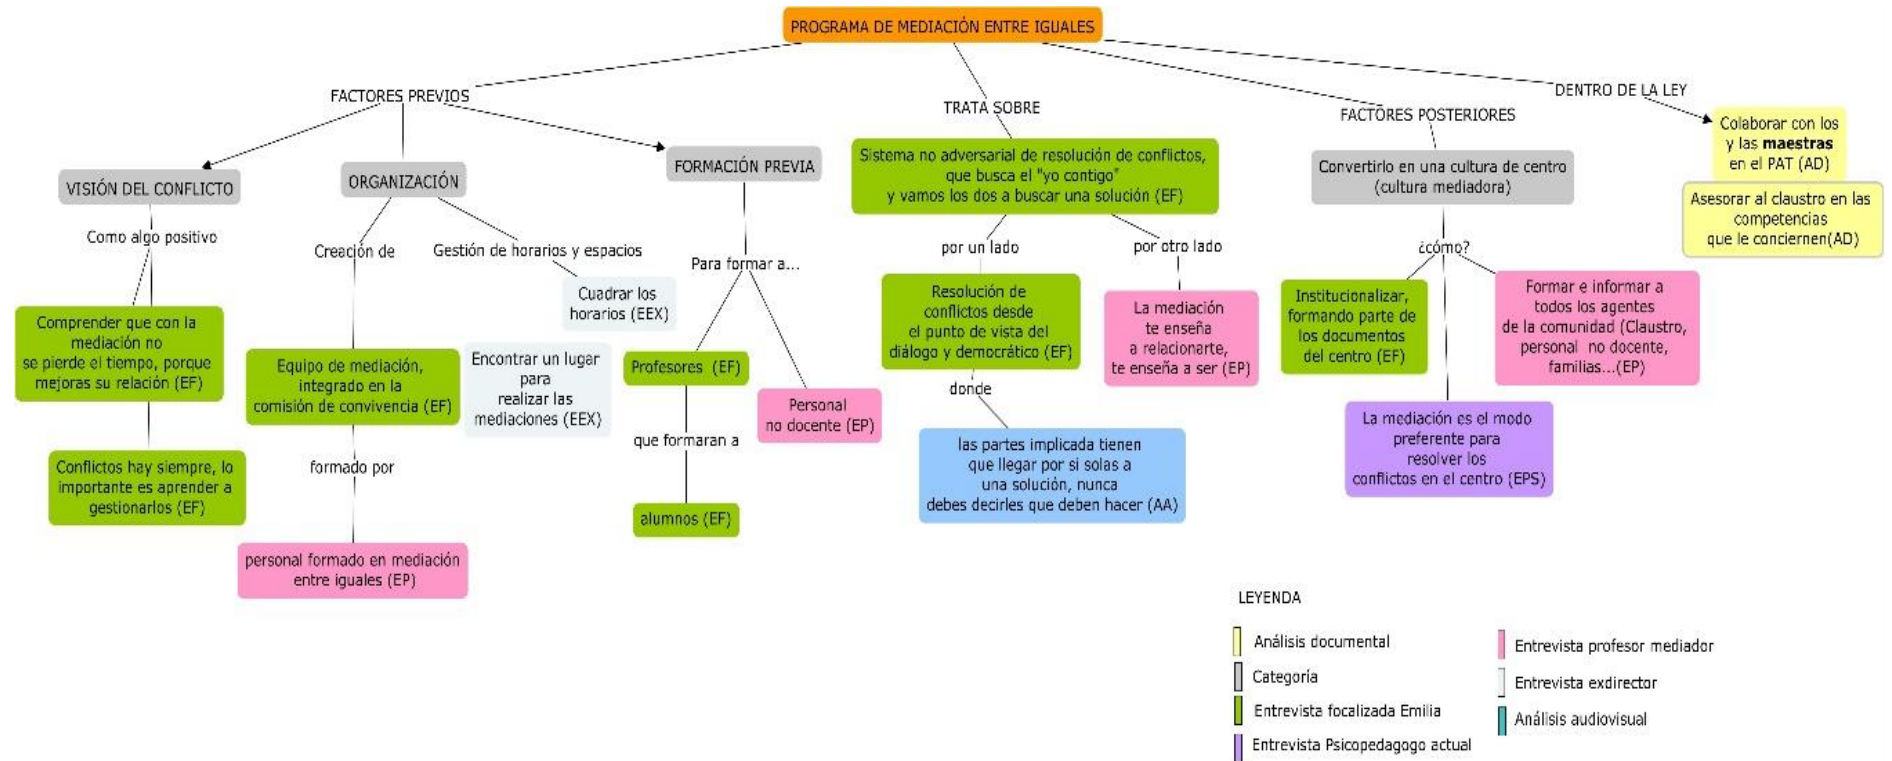 PROGRAMA DE MEDIACIÓN ENTRE IGUALES
FACTORES PREVIOS
VISIÓN DEL CONFLICTO
Como algo positivo
Comprender que con la
mediación no
se pierde el tiempo, porque
mejoras su relación (EF)
Conflictos hay siempre, lo
importante es aprender a
gestionarlos (EF)
ORGANIZACIÓN
Creación de
Equipo de mediación,
integrado en la
comisión de convivencia (EF)
formado por
personal formado en mediación
entre iguales (EP)
Gestión de horarios y espacios
Cuadrar los
horarios (EEX)
Encontrar un lugar
para
realizar las
mediaciones (EEX)
FORMACIÓN PREVIA
Para formar a...
Profesores (EF)
que formaran a
alumnos (EF)
Personal
no docente (EP)
TRATA SOBRE
Sistema no adversarial de resolución de conflictos,
que busca el "yo contigo"
y vamos los dos a buscar una solución (EF)
por un lado
Resolución de
conflictos desde
el punto de vista del
diálogo y democrático (EF)
donde
las partes implicada tienen
que llegar por si solas a
una solución, nunca
debes decirles que deben hacer (AA)
por otro lado
La mediación
te enseña
a relacionarte,
te enseña a ser (EP)
FACTORES POSTERIORES
Convertirlo en una cultura de centro
(cultura mediadora)
¿cómo?
Institucionalizar,
formando parte de
los documentos
del centro (EF)
La mediación es el modo
preferente para
resolver los
conflictos en el centro (EPS)
Formar e informar a
todos los agentes
de la comunidad (Claustro,
personal no docente,
familias...(EP)
DENTRO DE LA LEY
Colaborar con los
y las maestras
en el PAT (AD)
Asesorar al claustro en las
competencias
que le conciernen(AD)
LEYENDA
Análisis documental
Categoría
Entrevista focalizada Emilia
Entrevista Psicopedagogo actual
Entrevista profesor mediador
Entrevista exdirector
Análisis audiovisual